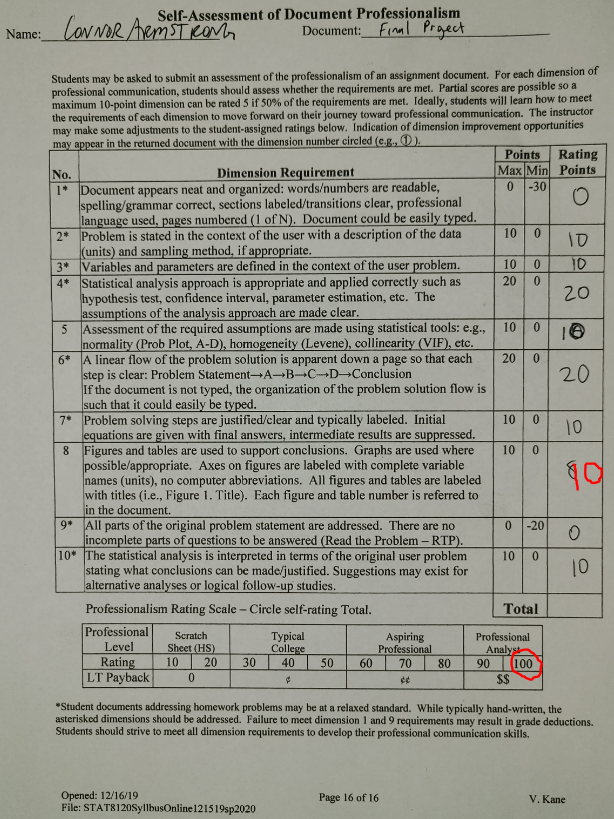 Self-Assessment of Document Professionalism
Name: CONNOR ARMSTRONG Document: Final Project
Students may be asked to submit an assessment of the professionalism of an assignment document. For each dimension of
professional communication, students should assess whether the requirements are met. Partial scores are possible so a
maximum 10-point dimension can be rated 5 if 50% of the requirements are met. Ideally, students will learn how to meet
the requirements of each dimension to move forward on their journey toward professional communication. The instructor
may make some adjustments to the student-assigned ratings below. Indication of dimension improvement opportunities
may appear in the returned document with the dimension number circled (e.g., ①).
Points Rating
No. Dimension Requirement Max Min Points
1* Document appears neat and organized: words/numbers are readable, 0 -30 0
spelling/grammar correct, sections labeled/transitions clear, professional
language used, pages numbered (1 of N). Document could be easily typed.
2* Problem is stated in the context of the user with a description of the data 10 0 10
(units) and sampling method, if appropriate.
3* Variables and parameters are defined in the context of the user problem. 10 0 10
4* Statistical analysis approach is appropriate and applied correctly such as 20 0 20
hypothesis test, confidence interval, parameter estimation, etc. The
assumptions of the analysis approach are made clear.
5 Assessment of the required assumptions are made using statistical tools: e.g., 10 0 10
normality (Prob Plot, A-D), homogeneity (Levene), collinearity (VIF), etc.
6* A linear flow of the problem solution is apparent down a page so that each 20 0 20
step is clear: Problem Statement→A→B→C→D→Conclusion
If the document is not typed, the organization of the problem solution flow is
such that it could easily be typed.
7* Problem solving steps are justified/clear and typically labeled. Initial 10 0 10
equations are given with final answers, intermediate results are suppressed.
8 Figures and tables are used to support conclusions. Graphs are used where 10 0 10
possible/appropriate. Axes on figures are labeled with complete variable
names (units), no computer abbreviations. All figures and tables are labeled
with titles (i.e., Figure 1. Title). Each figure and table number is referred to
in the document.
9* All parts of the original problem statement are addressed. There are no 0 -20 0
incomplete parts of questions to be answered (Read the Problem – RTP).
10* The statistical analysis is interpreted in terms of the original user problem 10 0 10
stating what conclusions can be made/justified. Suggestions may exist for
alternative analyses or logical follow-up studies.
Professionalism Rating Scale – Circle self-rating Total. Total
Professional Scratch Typical Aspiring Professional
Level Sheet (HS) College Professional Analyst
Rating 10 20 30 40 50 60 70 80 90 100
LT Payback 0 ¢ ¢¢ $$
*Student documents addressing homework problems may be at a relaxed standard. While typically hand-written, the
asterisked dimensions should be addressed. Failure to meet dimension 1 and 9 requirements may result in grade deductions.
Students should strive to meet all dimension requirements to develop their professional communication skills.
Opened: 12/16/19 Page 16 of 16 V. Kane
File: STAT8120SyllbusOnline121519sp2020